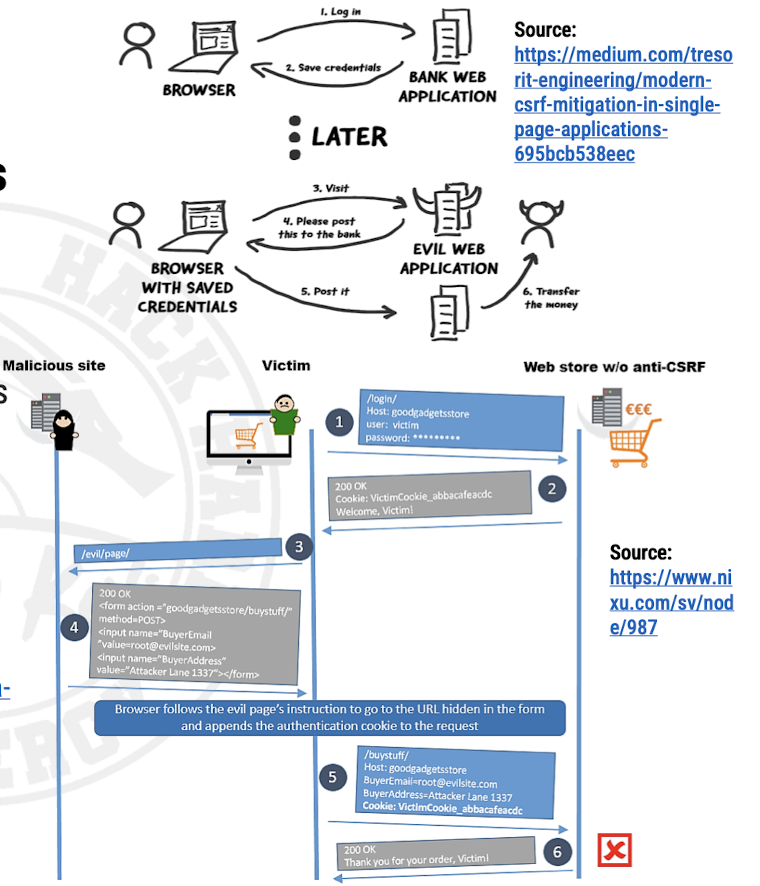 1. Log in
2. Save credentials
BROWSER
BANK WEB
APPLICATION
Source:
https://medium.com/treso
rit-engineering/modern-
csrf-mitigation-in-single-
page-applications-
695bcb538eec
LATER
s
3. Visit
4. Please post
this to the bank
EVIL WEB
APPLICATION
BROWSER
WITH SAVED
CREDENTIALS
5. Post it
6. Transfer
the money
HACK
Malicious site
Victim
Web store w/o anti-CSRF
s
€€€
1
/login/
Host: goodgadgetsstore
user: victim
password: *********
200 OK
Cookie: VictimCookie_abbacafeacdc
Welcome, Victim!
2
/evil/page/
3
Source:
https://www.ni
xu.com/sv/nod
e/987
4
200 OK
<form action ="goodgadgetsstore/buystuff/"
method=POST>
<input name="BuyerEmail
"value=root@evilsite.com>
<input name="BuyerAddress"
value="Attacker Lane 1337"></form>
Browser follows the evil page's instruction to go to the URL hidden in the form
and appends the authentication cookie to the request
5
/buystuff/
Host: goodgadgetsstore
BuyerEmail=root@evilsite.com
BuyerAddress=Attacker Lane 1337
Cookie: VictimCookie_abbacafeacdc
200 OK
Thank you for your order, Victim!
6